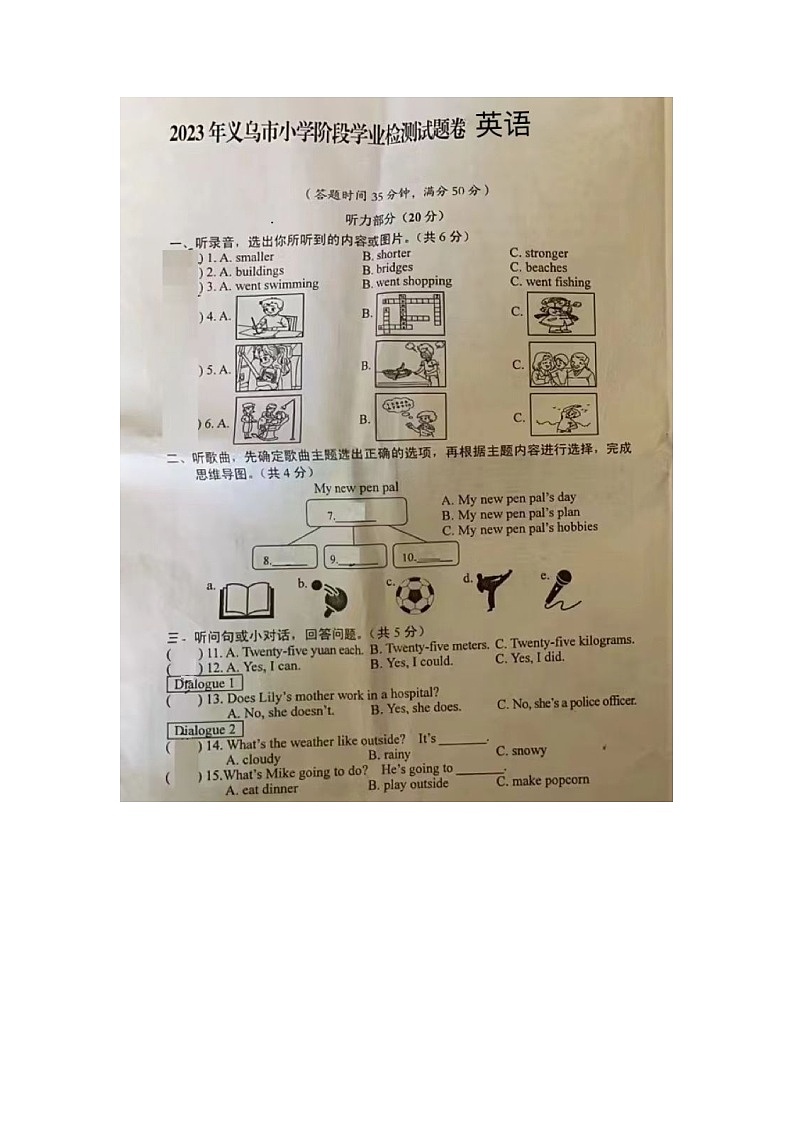 2023年义乌市小学阶段学业检测试题卷 英语
(答题时间35分钟,满分50分)
听力部分(20分)
一、听录音,选出你所听到的内容或图片。(共6分)
) 1. A. smaller B. shorter C. stronger
) 2. A. buildings B. bridges C. beaches
) 3. A. went swimming B. went shopping C. went fishing
) 4. A. B. C.
) 5. A. B. C.
) 6. A. B. C.
二、听歌曲,先确定歌曲主题选出正确的选项,再根据主题内容进行选择,完成
思维导图。(共4分)
My new pen pal
7.______
A. My new pen pal's day
B. My new pen pal's plan
C. My new pen pal's hobbies
8.______ 9.______ 10.______
a. b. c. d. e.
三、听问句或小对话,回答问题。(共5分)
( ) 11. A. Twenty-five yuan each. B. Twenty-five meters. C. Twenty-five kilograms.
( ) 12. A. Yes, I can. B. Yes, I could. C. Yes, I did.
Dialogue 1
( ) 13. Does Lily's mother work in a hospital?
A. No, she doesn't. B. Yes, she does. C. No, she's a police officer.
Dialogue 2
( ) 14. What's the weather like outside? It's ______.
A. cloudy B. rainy C. snowy
( ) 15.What's Mike going to do? He's going to ______.
A. eat dinner B. play outside C. make popcorn